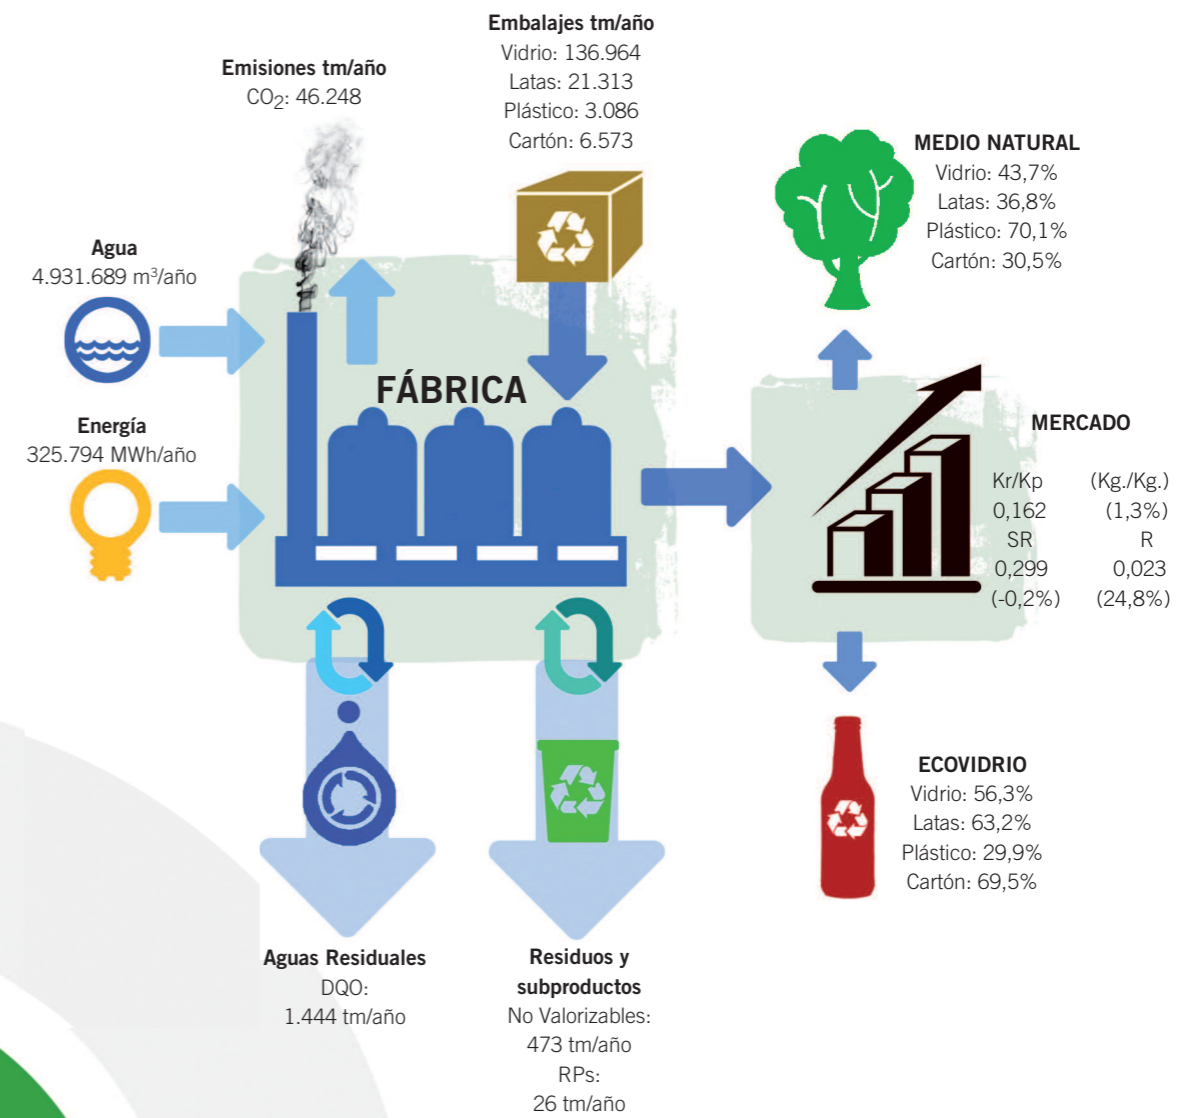 Embalajes tm/año
Vidrio: 136.964
Latas: 21.313
Plástico: 3.086
Cartón: 6.573
Emisiones tm/año
CO₂: 46.248
Agua
4.931.689 m³/año
Energía
325.794 MWh/año
FÁBRICA
MEDIO NATURAL
Vidrio: 43,7%
Latas: 36,8%
Plástico: 70,1%
Cartón: 30,5%
MERCADO
Kr/Kp (Kg./Kg.)
0,162 (1,3%)
SR R
0,299 0,023
(-0,2%) (24,8%)
ECOVIDRIO
Vidrio: 56,3%
Latas: 63,2%
Plástico: 29,9%
Cartón: 69,5%
Aguas Residuales
DQO:
1.444 tm/año
Residuos y
subproductos
No Valorizables:
473 tm/año
RPs:
26 tm/año